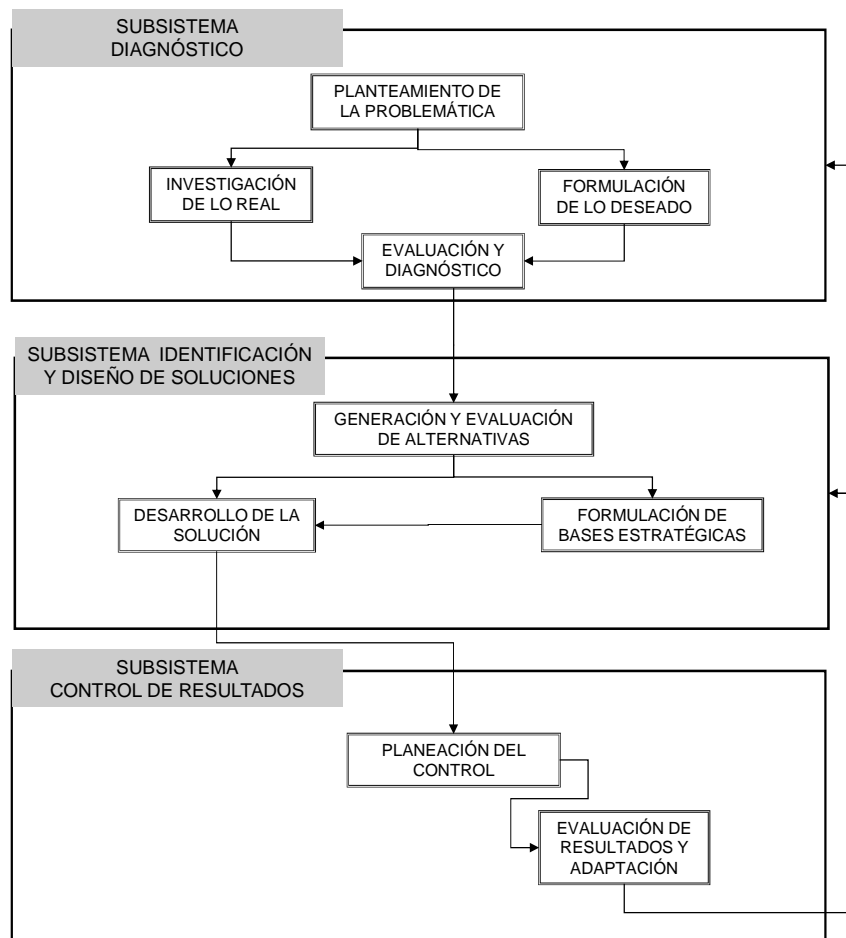 SUBSISTEMA
DIAGNÓSTICO
PLANTEAMIENTO DE
LA PROBLEMÁTICA
INVESTIGACIÓN
DE LO REAL
FORMULACIÓN
DE LO DESEADO
EVALUACIÓN Y
DIAGNÓSTICO
SUBSISTEMA IDENTIFICACIÓN
Y DISEÑO DE SOLUCIONES
GENERACIÓN Y EVALUACIÓN
DE ALTERNATIVAS
DESARROLLO DE LA
SOLUCIÓN
FORMULACIÓN DE
BASES ESTRATÉGICAS
SUBSISTEMA
CONTROL DE RESULTADOS
PLANEACIÓN DEL
CONTROL
EVALUACIÓN DE
RESULTADOS Y
ADAPTACIÓN